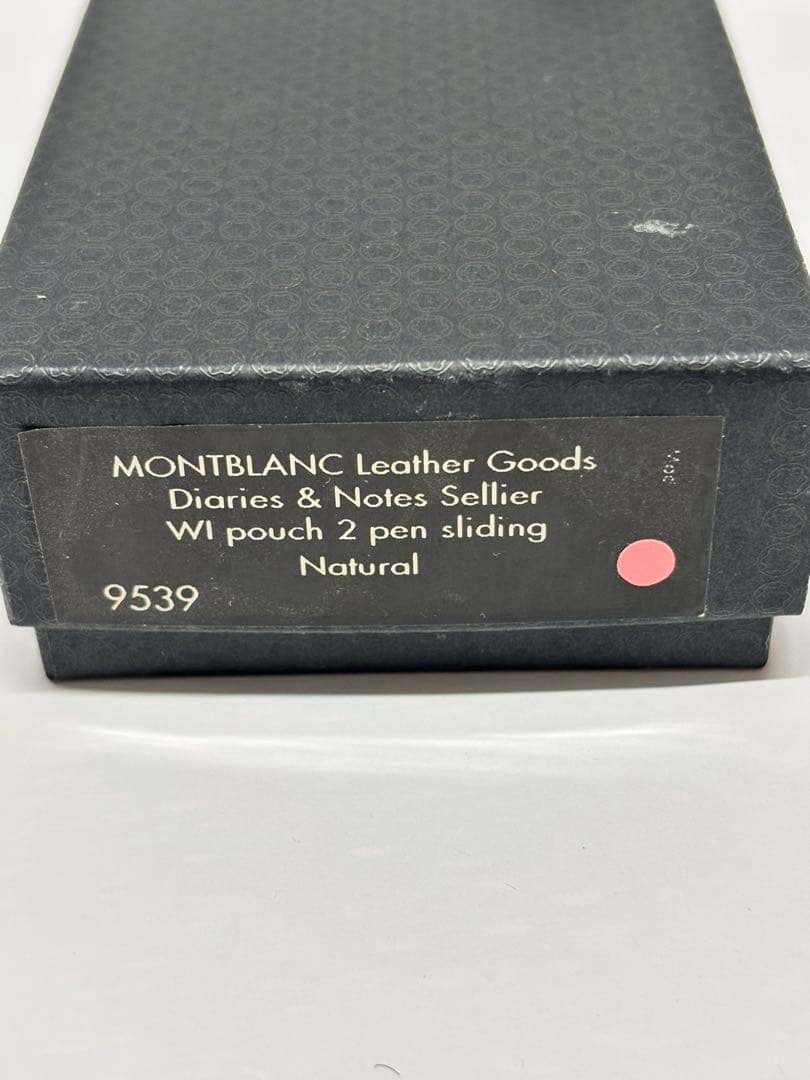 MONTBLANC Leather Goods
Diaries & Notes Sellier
WI pouch 2 pen sliding
Natural
9539